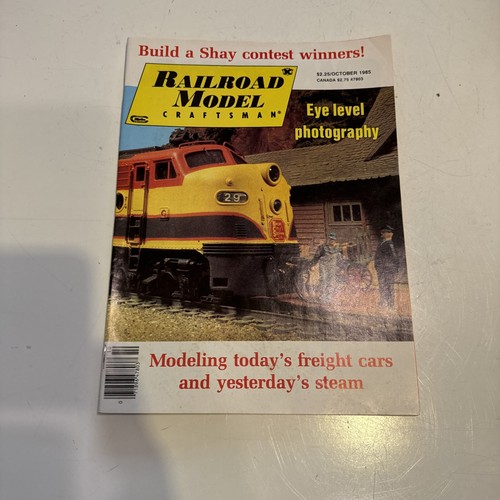 Build a Shay contest winners!
RAILROAD
MODEL
CRAFTSMAN
$2.25/OCTOBER 1985
CANADA $2.75 47603
Eye level
photography
29
Modeling today's freight cars
and yesterday's steam